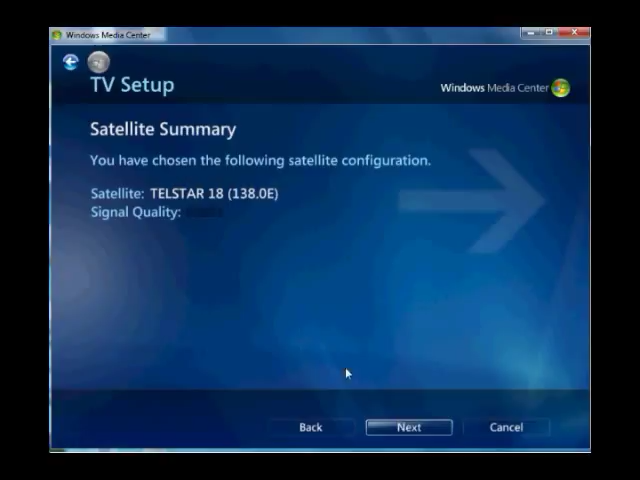 Windows Media Center
TV Setup
Windows Media Center
Satellite Summary
You have chosen the following satellite configuration.
Satellite: TELSTAR 18 (138.0E)
Signal Quality:
Back
Next
Cancel